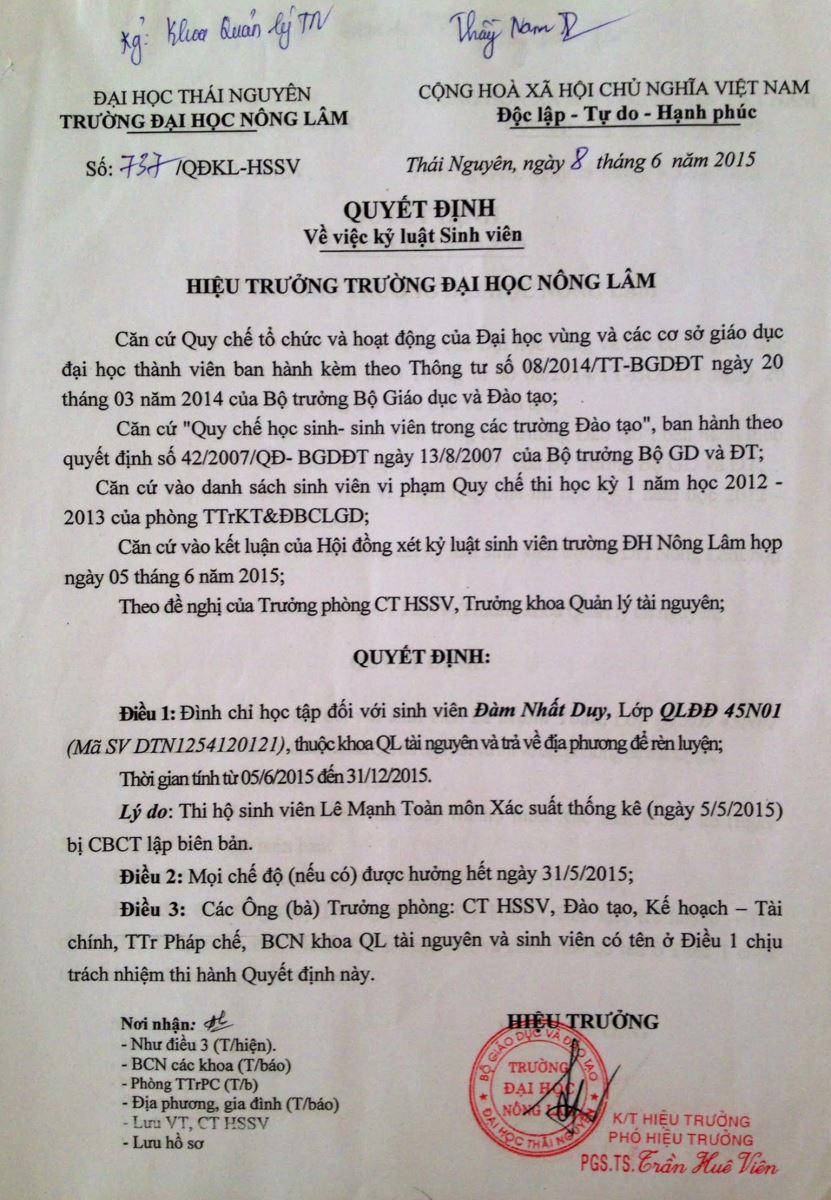 Kg: Khoa Quản lý TN
Thầy Nam
ĐẠI HỌC THÁI NGUYÊN
TRƯỜNG ĐẠI HỌC NÔNG LÂM
CỘNG HOÀ XÃ HỘI CHỦ NGHĨA VIỆT NAM
Độc lập - Tự do - Hạnh phúc
Số: 737 /QĐKL-HSSV
Thái Nguyên, ngày 8 tháng 6 năm 2015
QUYẾT ĐỊNH
Về việc kỷ luật Sinh viên
HIỆU TRƯỞNG TRƯỜNG ĐẠI HỌC NÔNG LÂM
Căn cứ Quy chế tổ chức và hoạt động của Đại học vùng và các cơ sở giáo dục
đại học thành viên ban hành kèm theo Thông tư số 08/2014/TT-BGDĐT ngày 20
tháng 03 năm 2014 của Bộ trưởng Bộ Giáo dục và Đào tạo;
Căn cứ "Quy chế học sinh- sinh viên trong các trường Đào tạo", ban hành theo
quyết định số 42/2007/QĐ- BGDĐT ngày 13/8/2007 của Bộ trưởng Bộ GD và ĐT;
Căn cứ vào danh sách sinh viên vi phạm Quy chế thi học kỳ 1 năm học 2012 -
2013 của phòng TTrKT&ĐBCLGD;
Căn cứ vào kết luận của Hội đồng xét kỷ luật sinh viên trường ĐH Nông Lâm họp
ngày 05 tháng 6 năm 2015;
Theo đề nghị của Trưởng phòng CT HSSV, Trưởng khoa Quản lý tài nguyên;
QUYẾT ĐỊNH:
Điều 1: Đình chỉ học tập đối với sinh viên Đàm Nhất Duy, Lớp QLĐĐ 45N01
(Mã SV DTN1254120121), thuộc khoa QL tài nguyên và trả về địa phương để rèn luyện;
Thời gian tính từ 05/6/2015 đến 31/12/2015.
Lý do: Thi hộ sinh viên Lê Mạnh Toàn môn Xác suất thống kê (ngày 5/5/2015)
bị CBCT lập biên bản.
Điều 2: Mọi chế độ (nếu có) được hưởng hết ngày 31/5/2015;
Điều 3: Các Ông (bà) Trưởng phòng: CT HSSV, Đào tạo, Kế hoạch – Tài
chính, TTr Pháp chế, BCN khoa QL tài nguyên và sinh viên có tên ở Điều 1 chịu
trách nhiệm thi hành Quyết định này.
Nơi nhận:
- Như điều 3 (T/hiện).
- BCN các khoa (T/báo)
- Phòng TTrPC (T/b)
- Địa phương, gia đình (T/báo)
- Lưu VT, CT HSSV
- Lưu hồ sơ
HIỆU TRƯỞNG
BỘ GIÁO DỤC VÀ ĐÀO TẠO
TRƯỜNG
ĐẠI HỌC
NÔNG LÂM
ĐẠI HỌC THÁI NGUYÊN
K/T HIỆU TRƯỞNG
PHÓ HIỆU TRƯỞNG
PGS.TS. Trần Huê Viên